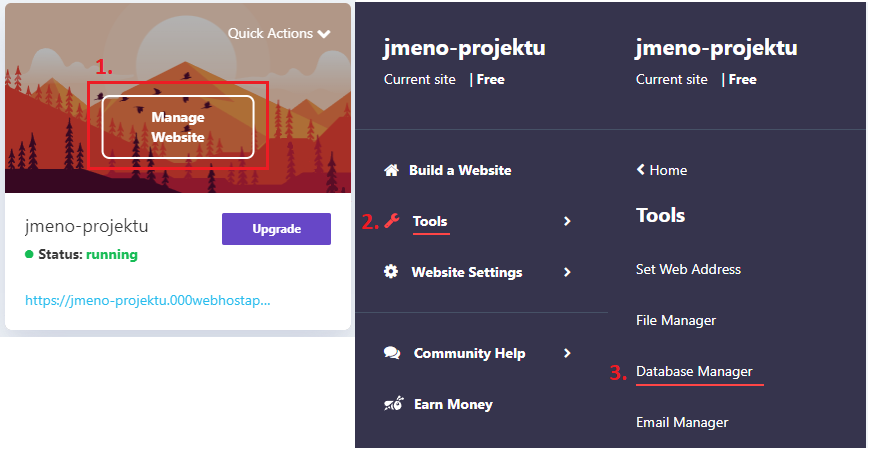 Quick Actions
1.
Manage
Website
jmeno-projektu
Upgrade
Status: running
https://jmeno-projektu.000webhostap...
jmeno-projektu
Current site | Free
Build a Website
2. Tools
Website Settings
Community Help
Earn Money
jmeno-projektu
Current site | Free
Home
Tools
Set Web Address
File Manager
3. Database Manager
Email Manager